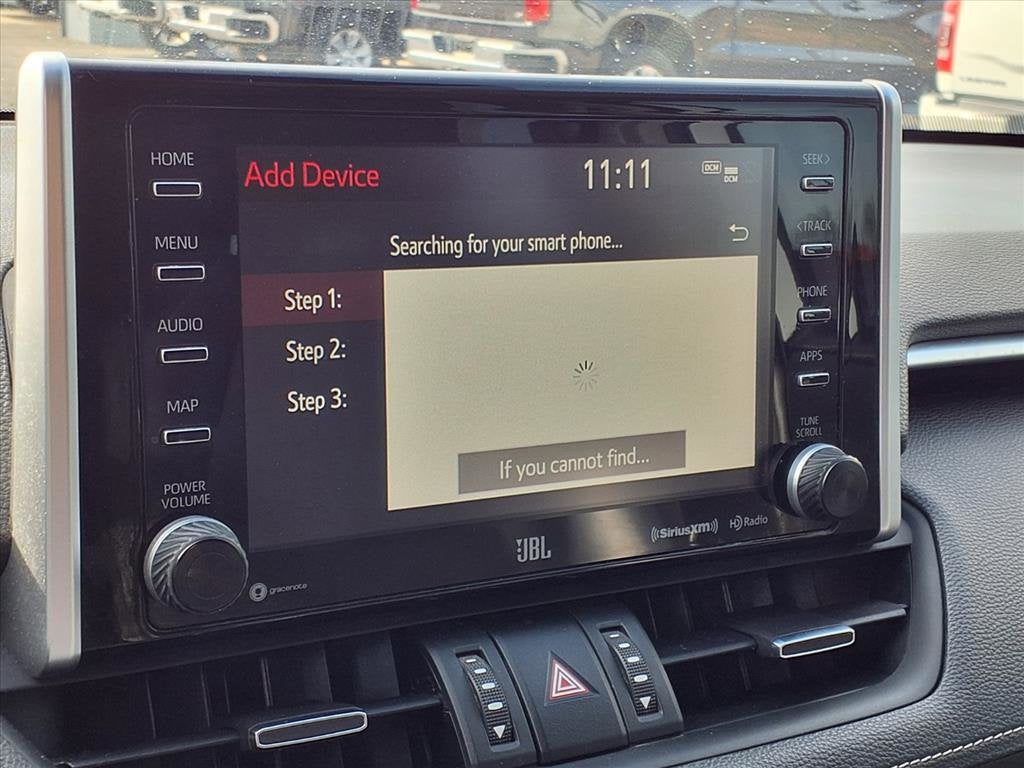 HOME
MENU
AUDIO
MAP
POWER
VOLUME
gracenote
Add Device
11:11
DCM
DCM
Searching for your smart phone...
Step 1:
Step 2:
Step 3:
If you cannot find...
JBL
((SiriusXM))
HD Radio
SEEK>
<TRACK
PHONE
APPS
TUNE
SCROLL